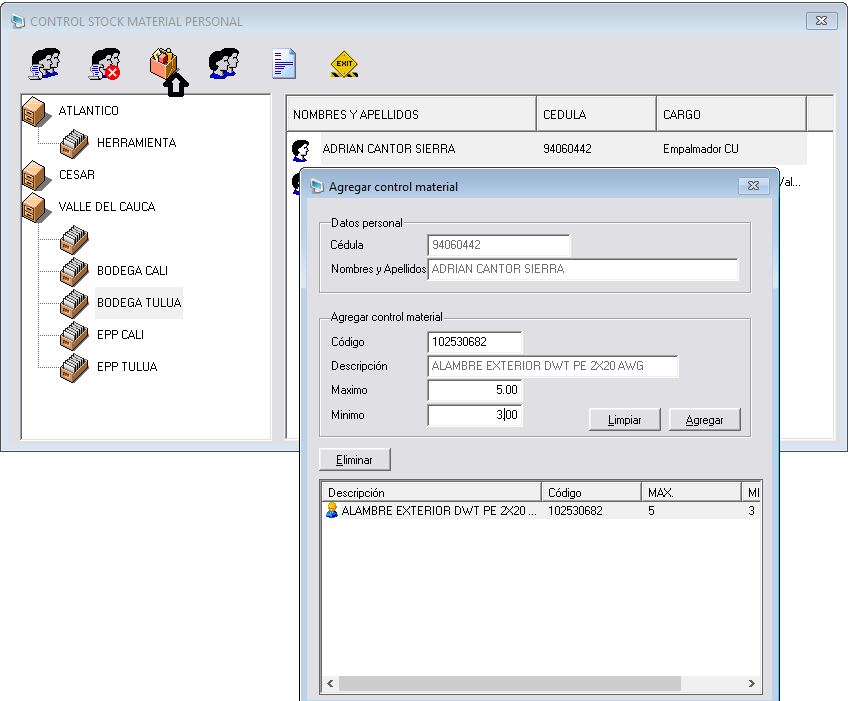 CONTROL STOCK MATERIAL PERSONAL
EXIT
ATLANTICO
HERRAMIENTA
CESAR
VALLE DEL CAUCA
BODEGA CALI
BODEGA TULUA
EPP CALI
EPP TULUA
NOMBRES Y APELLIDOS CEDULA CARGO
ADRIAN CANTOR SIERRA 94060442 Empalmador CU
Val...
Agregar control material
Datos personal
Cédula 94060442
Nombres y Apellidos ADRIAN CANTOR SIERRA
Agregar control material
Código 102530682
Descripción ALAMBRE EXTERIOR DWT PE 2X20 AWG
Maximo 5.00
Minimo 3.00
Limpiar Agregar
Eliminar
Descripción Código MAX. MI
ALAMBRE EXTERIOR DWT PE 2X20 ... 102530682 5 3